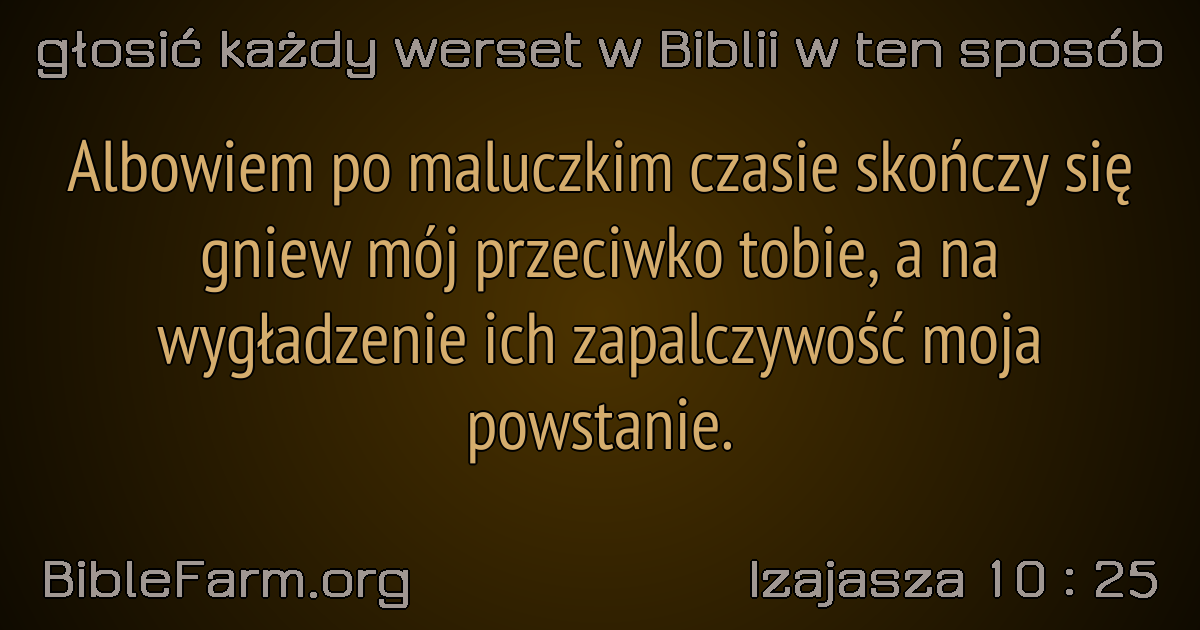 głosić każdy werset w Biblii w ten sposób
Albowiem po maluczkim czasie skończy się
gniew mój przeciwko tobie, a na
wygładzenie ich zapalczywość moja
powstanie.
BibleFarm.org
Izajasza 10 : 25